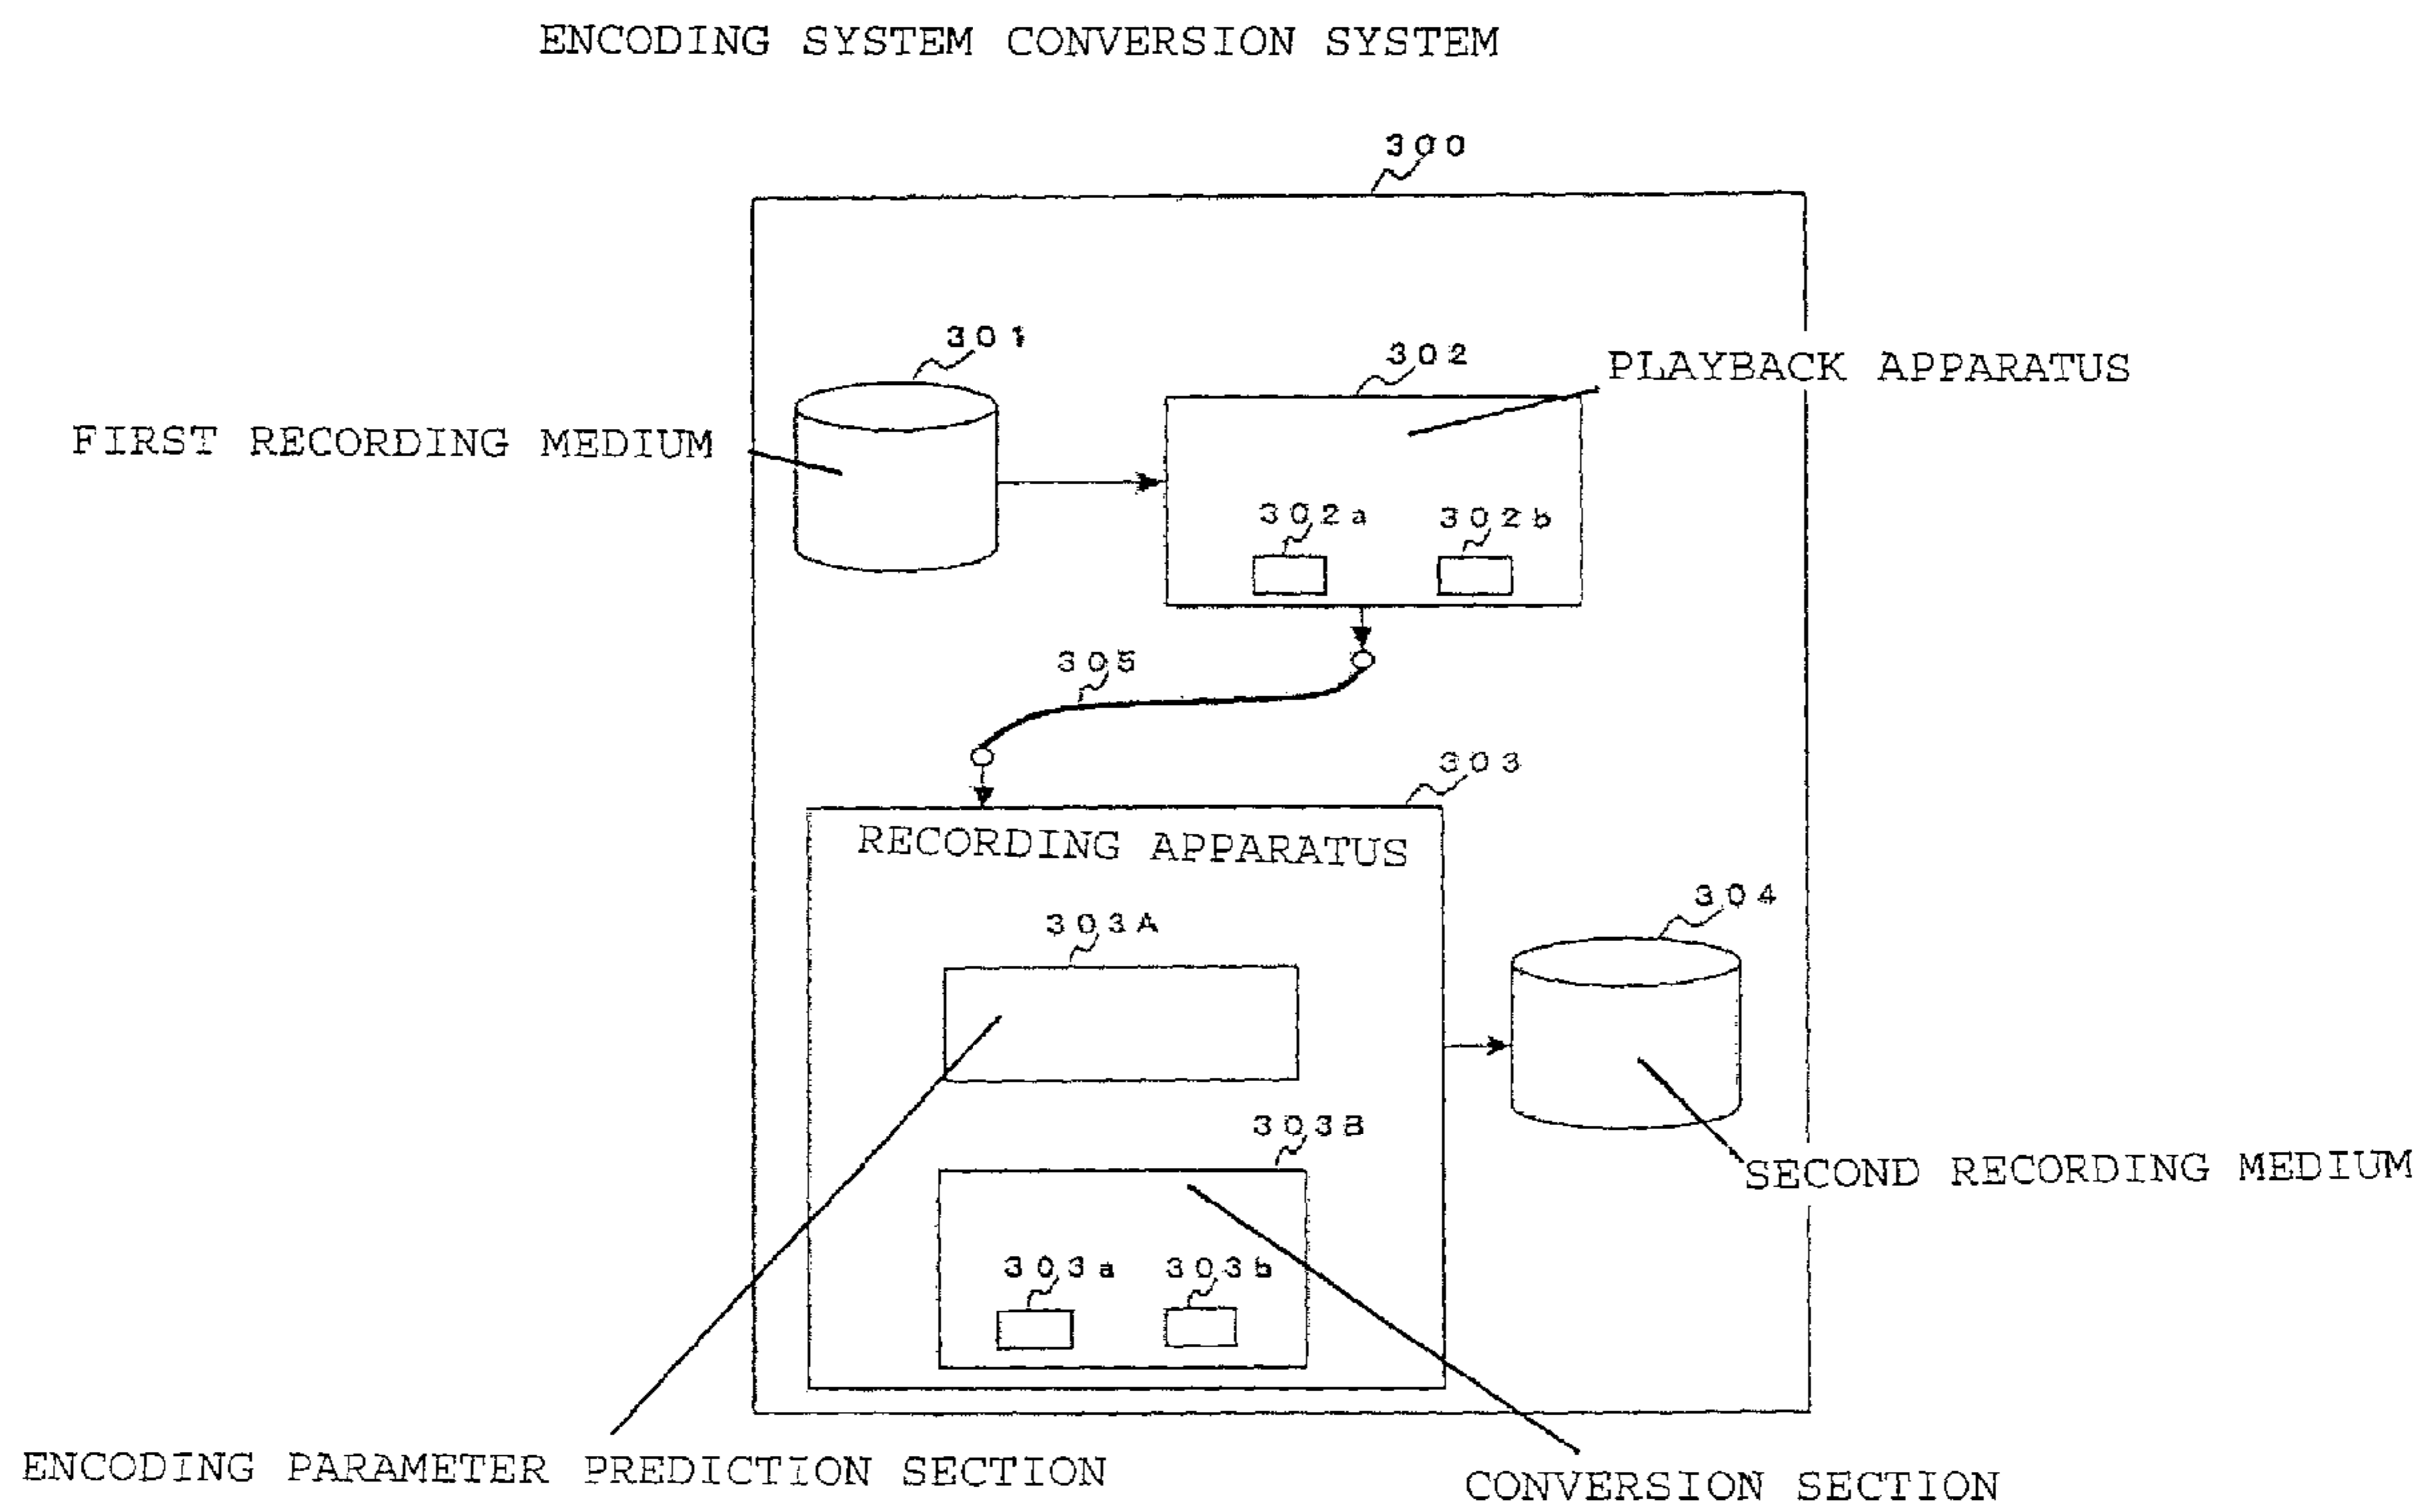 ENCODING SYSTEM CONVERSION SYSTEM
300
301
302
PLAYBACK APPARATUS
FIRST RECORDING MEDIUM
302a
302b
305
303
RECORDING APPARATUS
304
303A
303B
SECOND RECORDING MEDIUM
303a
303b
ENCODING PARAMETER PREDICTION SECTION
CONVERSION SECTION